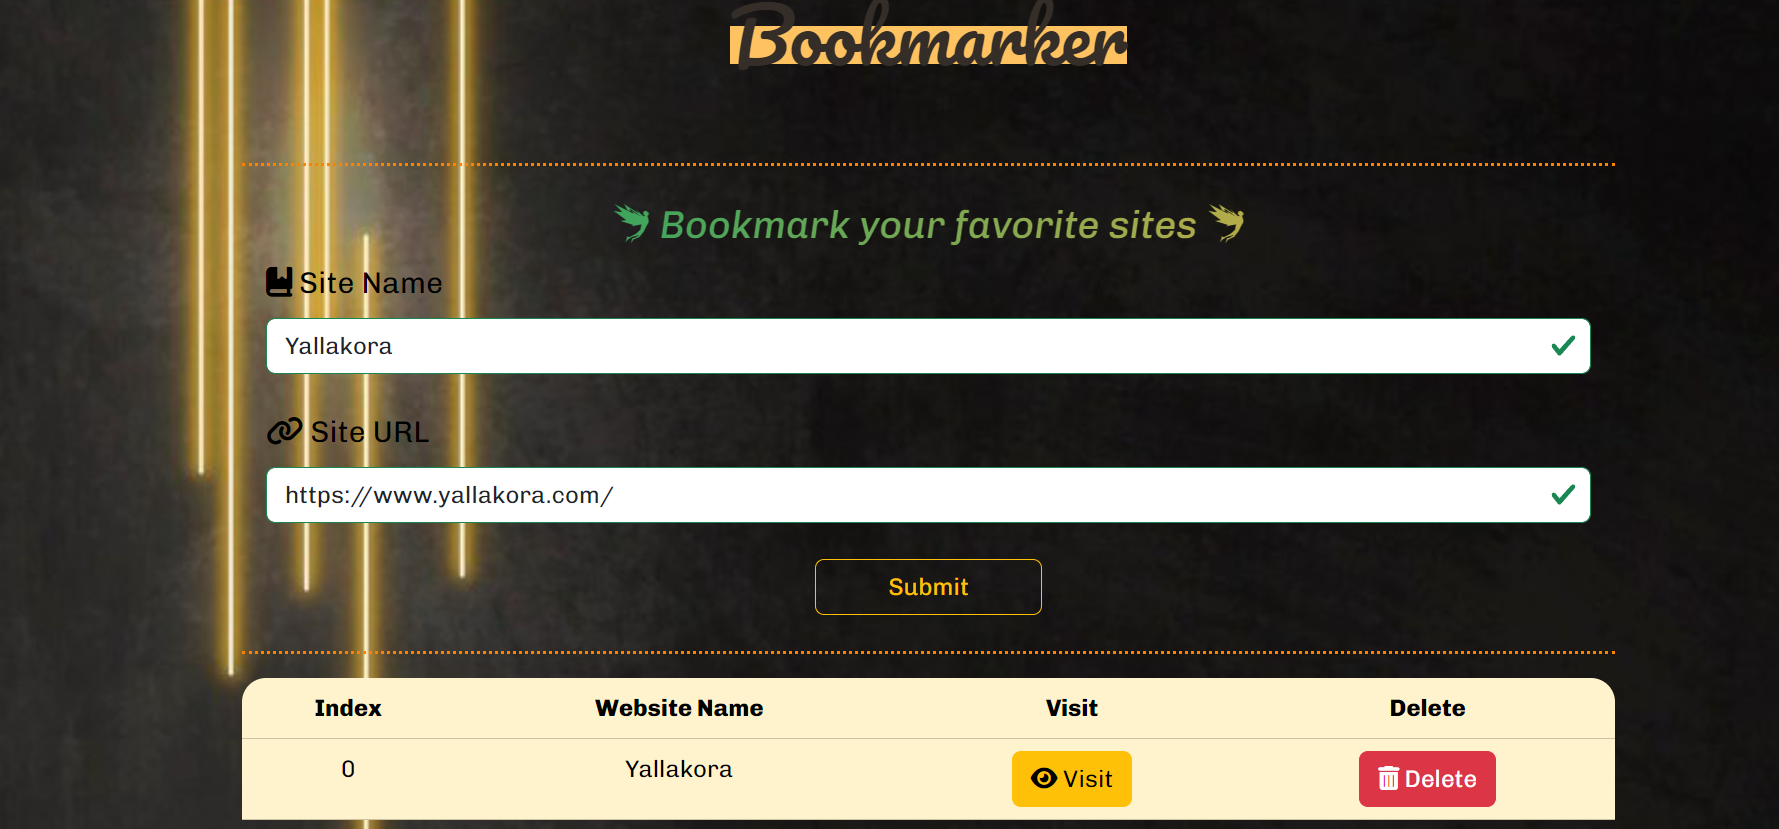 Bookmarker
Bookmark your favorite sites
Site Name
Yallakora
Site URL
https://www.yallakora.com/
Submit
Index Website Name Visit Delete
0 Yallakora Visit Delete